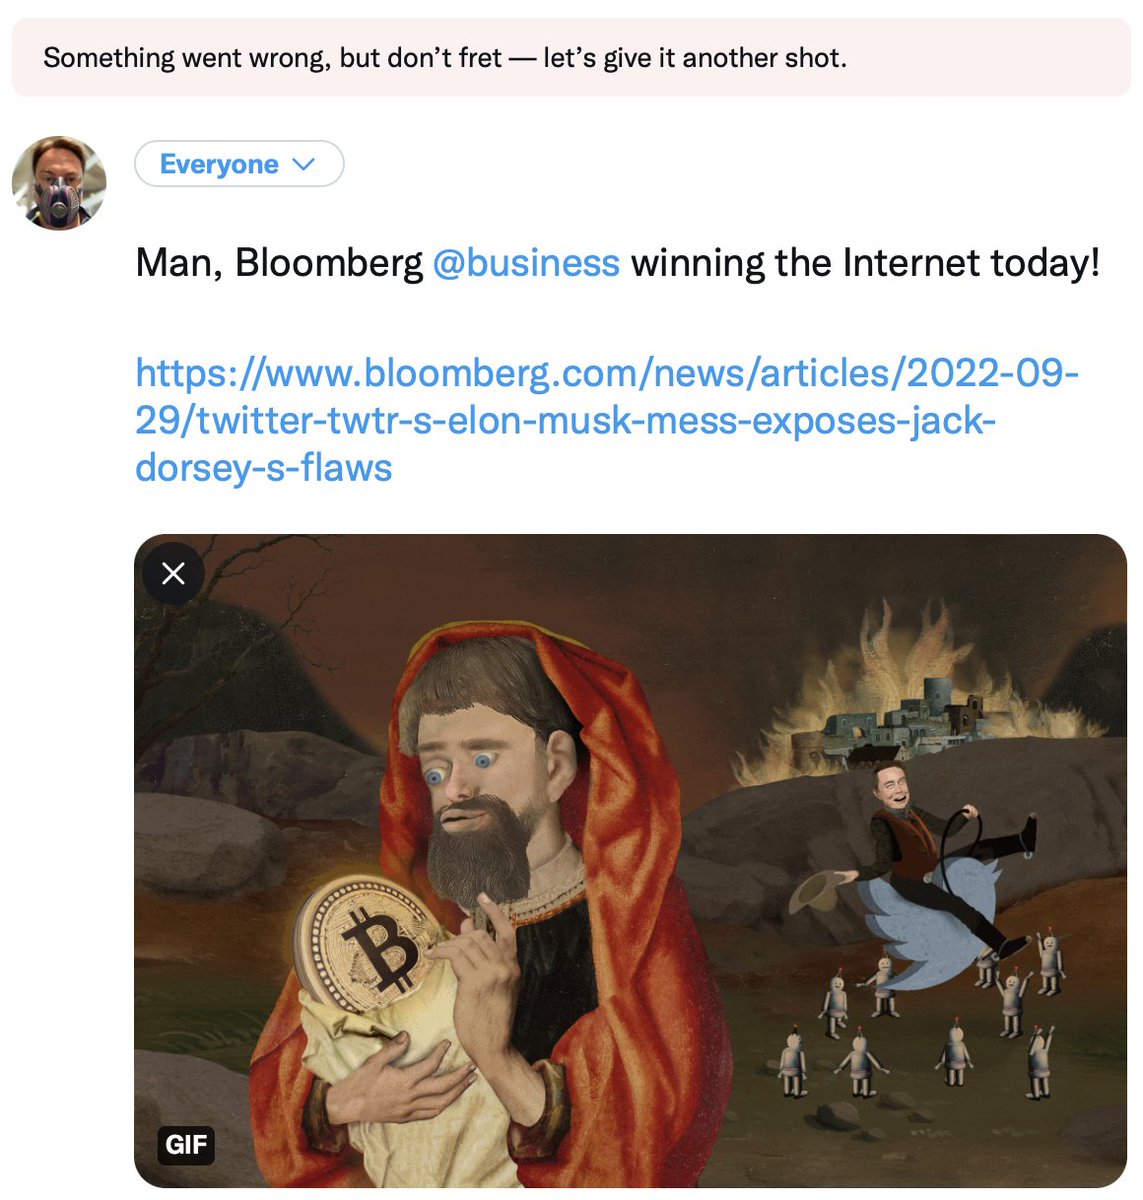 Something went wrong, but don’t fret — let’s give it another shot.
Everyone
Man, Bloomberg @business winning the Internet today!
https://www.bloomberg.com/news/articles/2022-09-
29/twitter-twtr-s-elon-musk-mess-exposes-jack-
dorsey-s-flaws
GIF